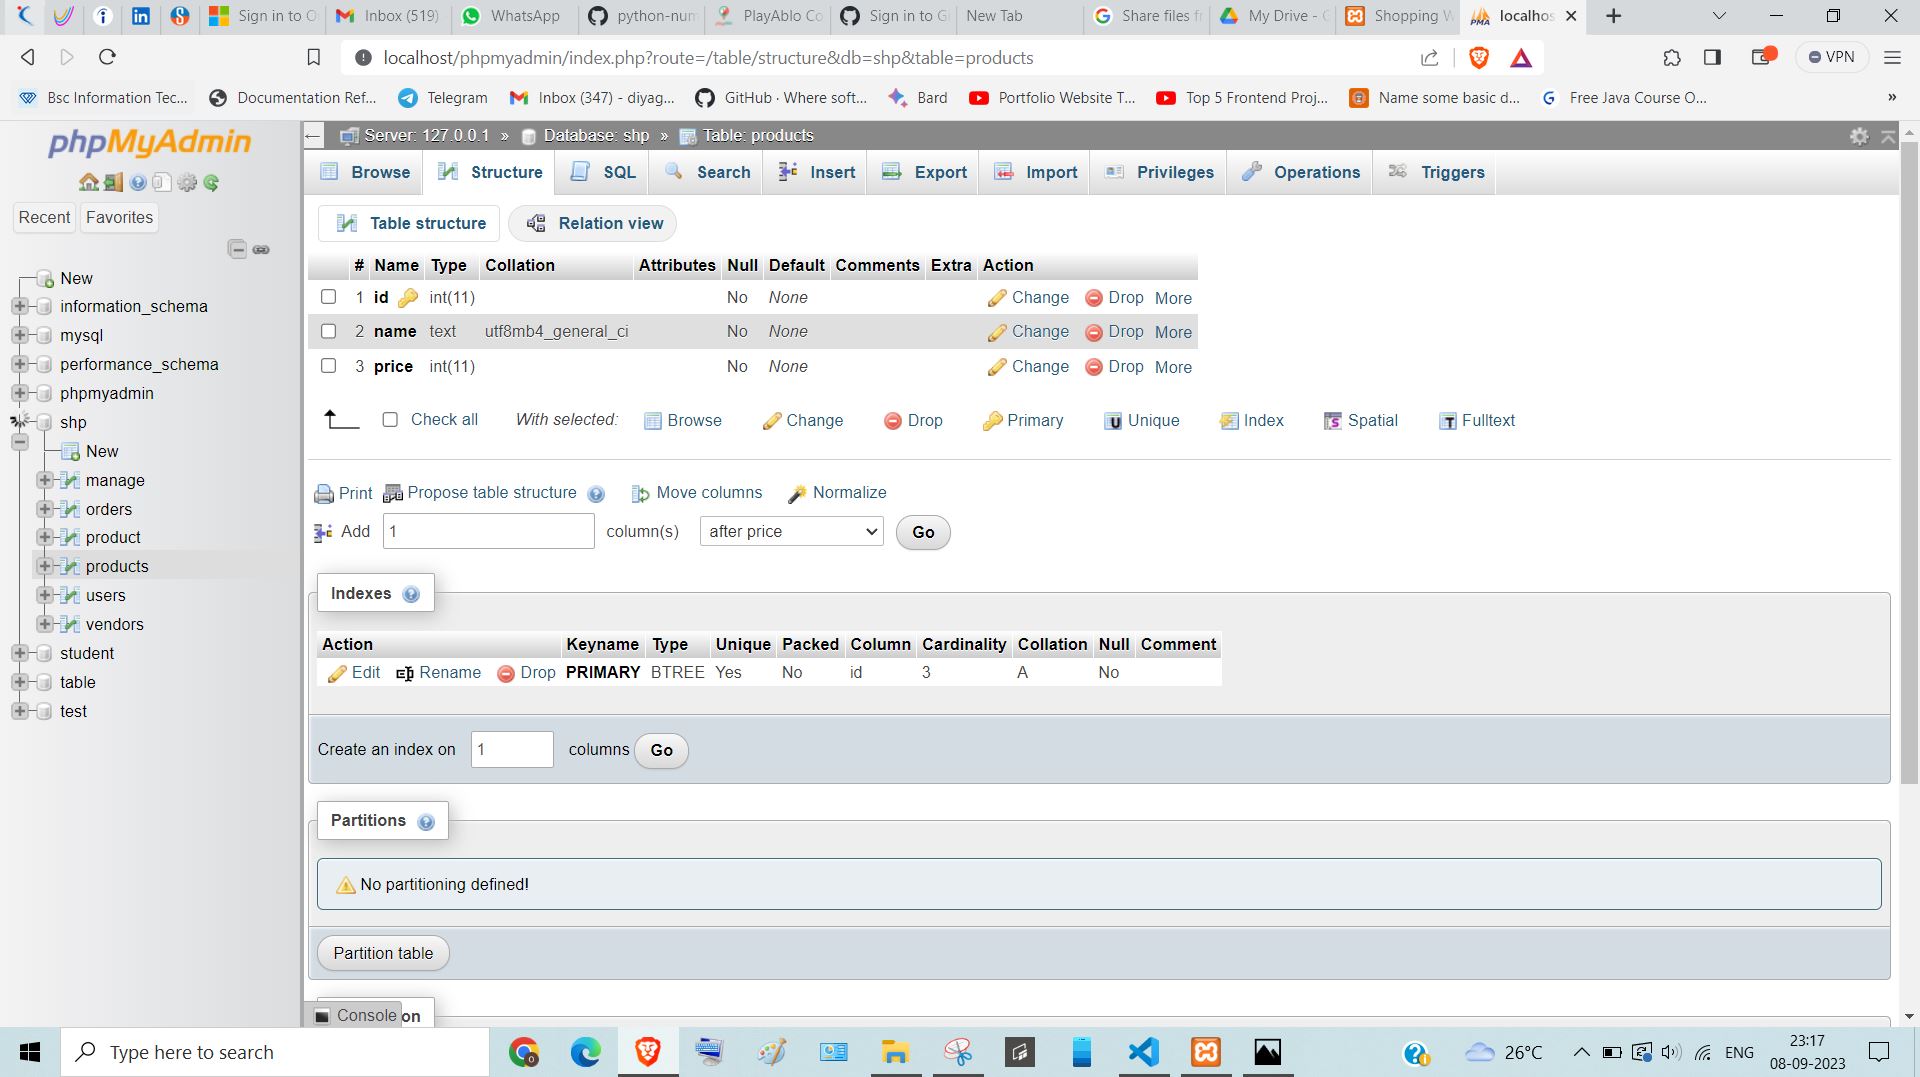 Sign in to O
Inbox (519)
WhatsApp
python-num
PlayAblo Co
Sign in to Gi
New Tab
Share files f
My Drive - G
Shopping W
localhos
localhost/phpmyadmin/index.php?route=/table/structure&db=shp&table=products
VPN
Bsc Information Tec...
Documentation Ref...
Telegram
Inbox (347) - diyag...
GitHub · Where soft...
Bard
Portfolio Website T...
Top 5 Frontend Proj...
Name some basic d...
Free Java Course O...
»
phpMyAdmin
Recent
Favorites
New
information_schema
mysql
performance_schema
phpmyadmin
shp
New
manage
orders
product
products
users
vendors
student
table
test
Server: 127.0.0.1 » Database: shp » Table: products
Browse Structure SQL Search Insert Export Import Privileges Operations Triggers
Table structure Relation view
# Name Type Collation Attributes Null Default Comments Extra Action
1 id int(11) No None Change Drop More
2 name text utf8mb4_general_ci No None Change Drop More
3 price int(11) No None Change Drop More
Check all With selected: Browse Change Drop Primary Unique Index Spatial Fulltext
Print Propose table structure Move columns Normalize
Add 1 column(s) after price Go
Indexes
Action Keyname Type Unique Packed Column Cardinality Collation Null Comment
Edit Rename Drop PRIMARY BTREE Yes No id 3 A No
Create an index on 1 columns Go
Partitions
No partitioning defined!
Partition table
Console on
Type here to search
26°C
ENG
23:17
08-09-2023